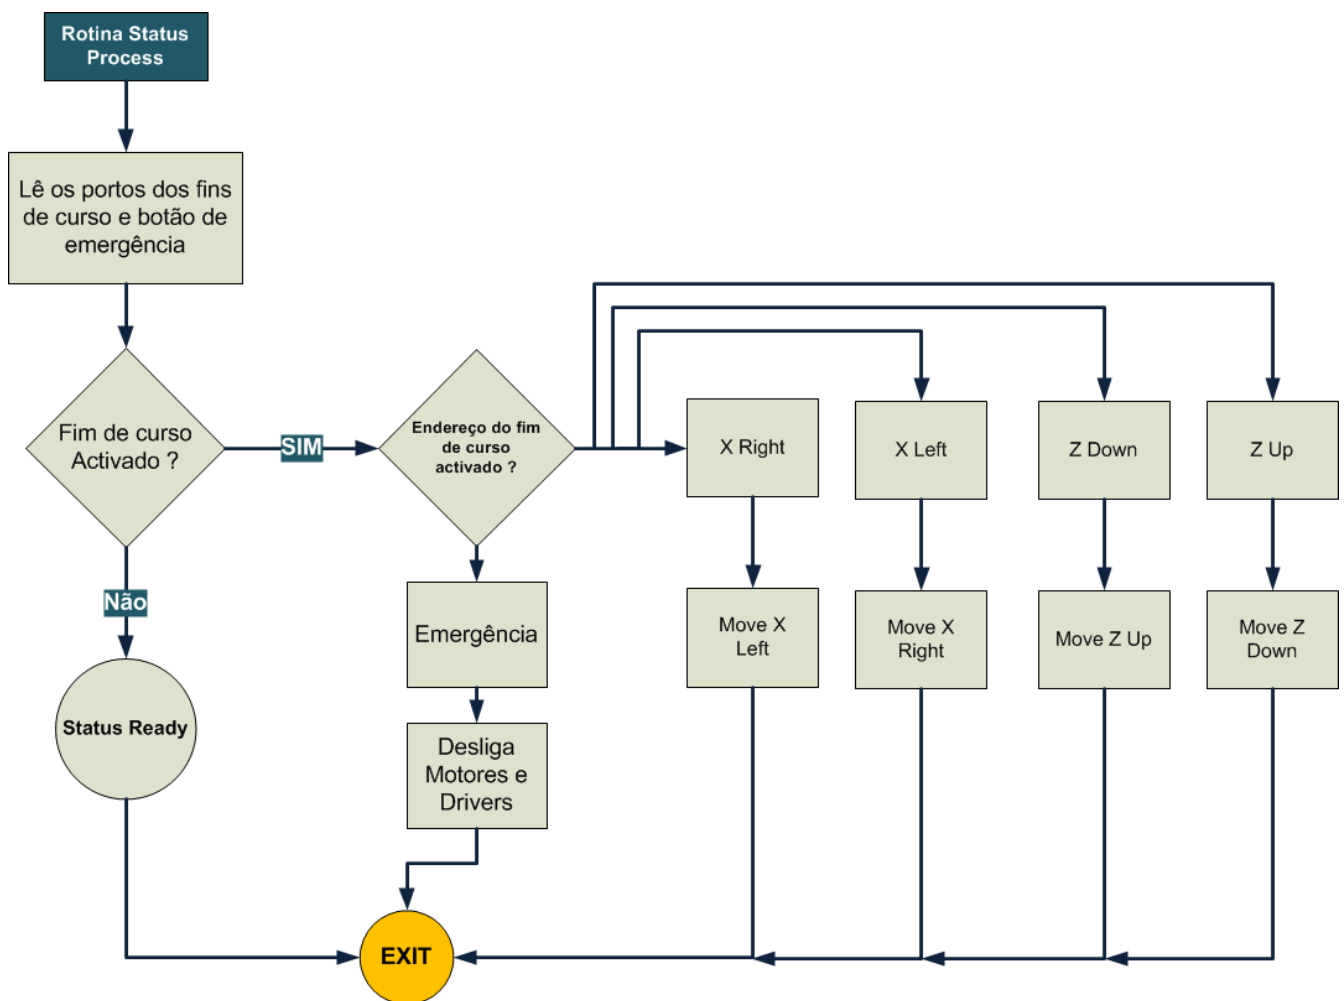 Rotina Status
Process
Lê os portos dos fins
de curso e botão de
emergência
Fim de curso
Activado ?
SIM
Endereço do fim
de curso
activado ?
X Right
X Left
Z Down
Z Up
Não
Emergência
Move X
Left
Move X
Right
Move Z Up
Move Z
Down
Status Ready
Desliga
Motores e
Drivers
EXIT